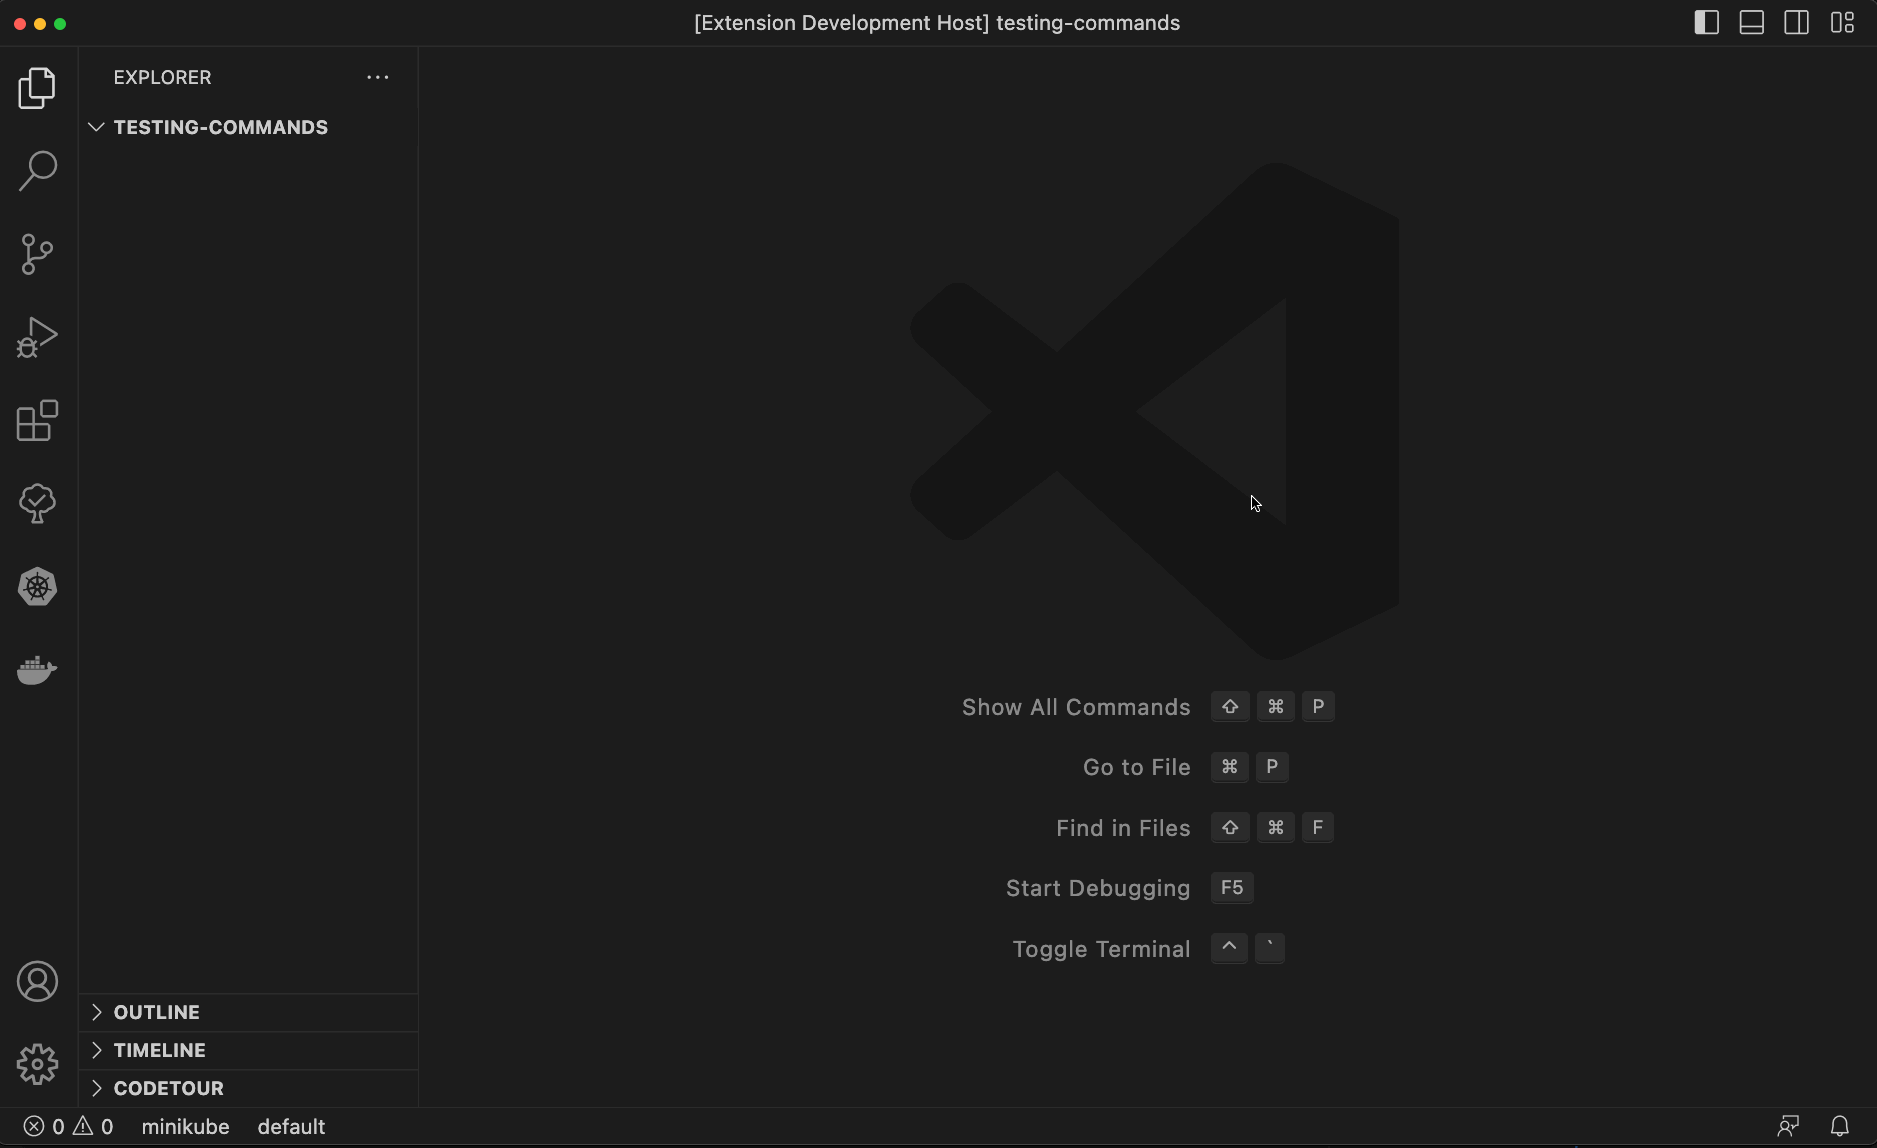 [Extension Development Host] testing-commands
EXPLORER ···
TESTING-COMMANDS
Show All Commands ⇧ ⌘ P
Go to File ⌘ P
Find in Files ⇧ ⌘ F
Start Debugging F5
Toggle Terminal ^ `
OUTLINE
TIMELINE
CODETOUR
0 0 minikube default